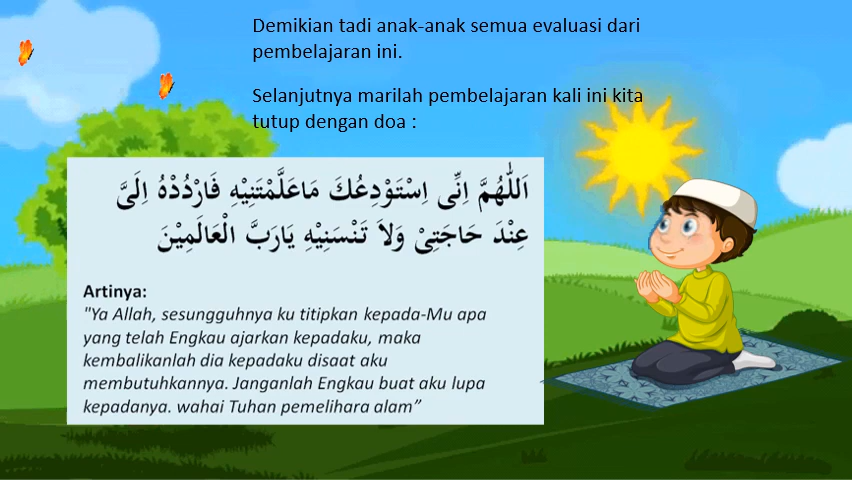 Demikian tadi anak-anak semua evaluasi dari
pembelajaran ini.
Selanjutnya marilah pembelajaran kali ini kita
tutup dengan doa :
اَللّٰهُمَّ اِنِّى اِسْتَوْدِعُكَ مَاعَلَّمْتَنِيْهِ فَارْدُدْهُ اِلَىَّ
عِنْدَ حَاجَتِىْ وَلاَ تَنْسَنِيْهِ يَارَبَّ الْعَالَمِيْنَ
Artinya:
"Ya Allah, sesungguhnya ku titipkan kepada-Mu apa
yang telah Engkau ajarkan kepadaku, maka
kembalikanlah dia kepadaku disaat aku
membutuhkannya. Janganlah Engkau buat aku lupa
kepadanya. wahai Tuhan pemelihara alam”